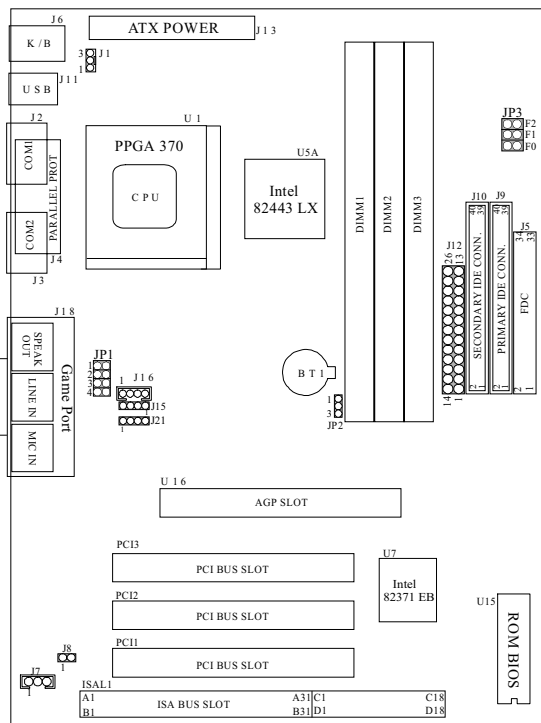 J6
K/B
J11
USB
3
J1
1
ATX POWER
J13
J2
COM1
PARALLEL PROT
COM2
J4
J3
U1
PPGA 370
CPU
U5A
Intel
82443 LX
DIMM1
DIMM2
DIMM3
JP3
F2
F1
F0
J10
40
39
SECONDARY IDE CONN.
2
1
J9
40
39
PRIMARY IDE CONN.
2
1
J5
34
33
FDC
2
1
J12
26
13
14
1
J18
SPEAK
OUT
LINE IN
MIC IN
Game Port
JP1
1
2
3
4
J16
1
J15
1
J21
1
BT1
1
3
JP2
U16
AGP SLOT
PCI3
PCI BUS SLOT
PCI2
PCI BUS SLOT
PCI1
PCI BUS SLOT
U7
Intel
82371 EB
U15
ROM BIOS
J8
1
J7
1
ISAL1
A1
A31
C1
C18
ISA BUS SLOT
B1
B31
D1
D18